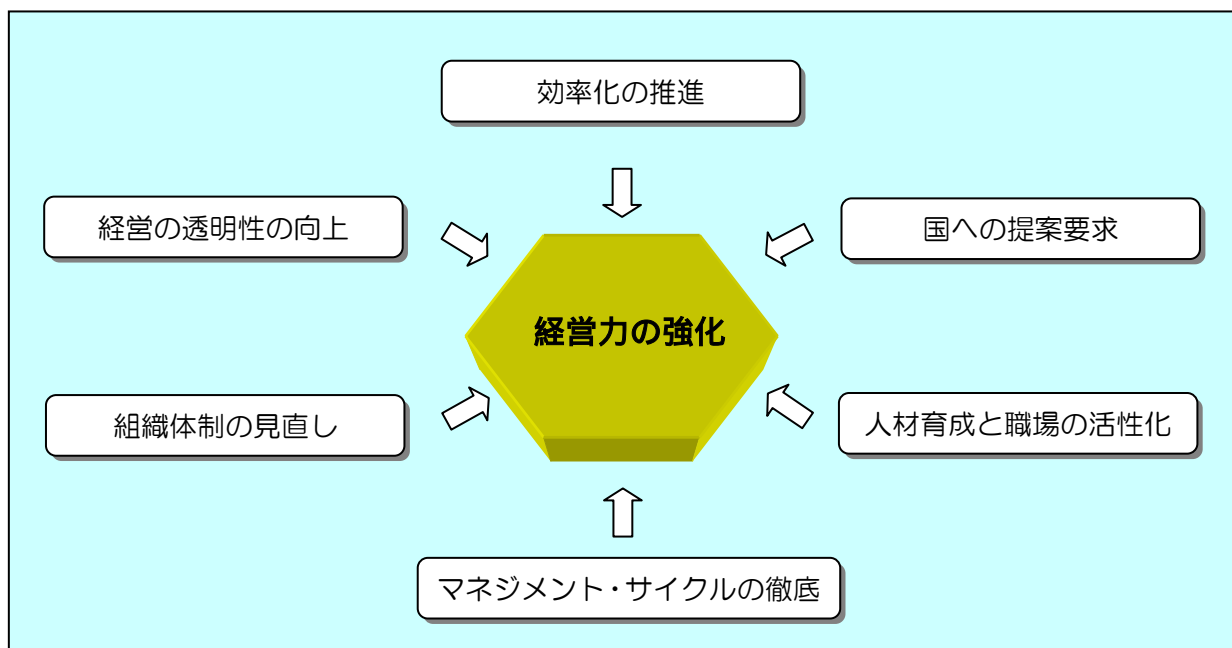 効率化の推進
経営の透明性の向上
国への提案要求
経営力の強化
組織体制の見直し
人材育成と職場の活性化
マネジメント・サイクルの徹底